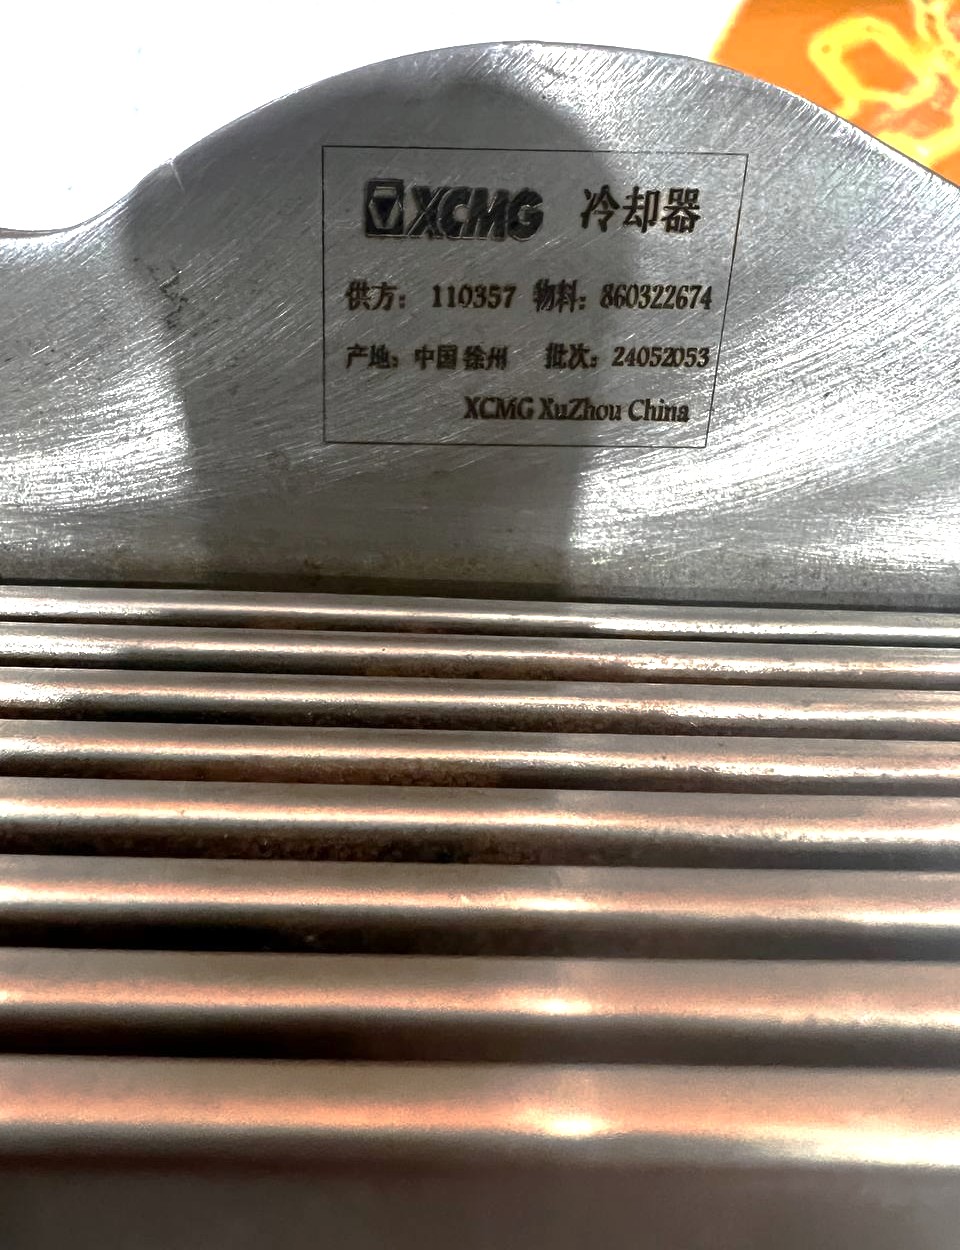 XCMG 冷却器
供方： 110357 物料：860322674
产地：中国徐州 批次：24052053
XCMG XuZhou China